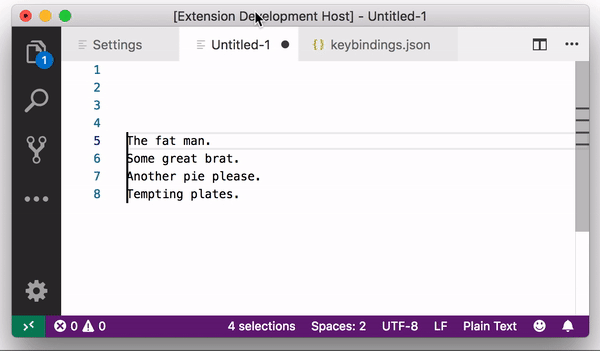 [Extension Development Host] - Untitled-1
Settings
Untitled-1
{} keybindings.json
1
1
2
3
4
5 The fat man.
6 Some great brat.
7 Another pie please.
8 Tempting plates.
0 0 4 selections Spaces: 2 UTF-8 LF Plain Text